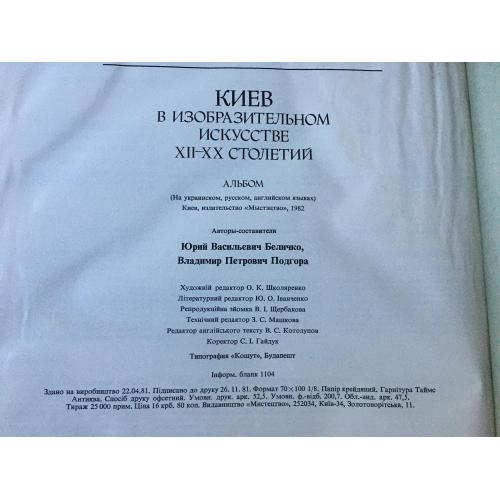 КИЕВ
В ИЗОБРАЗИТЕЛЬНОМ
ИСКУССТВЕ
XII–XX СТОЛЕТИЙ
АЛЬБОМ
(На украинском, русском, английском языках)
Киев, издательство «Мыстэцтво», 1982
Авторы-составители
Юрий Васильевич Беличко,
Владимир Петрович Подгора
Художній редактор О. К. Школяренко
Літературний редактор Ю. О. Іванченко
Репродукційна зйомка В. І. Щербакова
Технічний редактор З. С. Машкова
Редактор англійського тексту В. С. Котолупов
Коректор С. І. Гайдук
Типография «Кошут», Будапешт
Інформ. бланк 1104
Здано на виробництво 22.04.81. Підписано до друку 26. 11. 81. Формат 70×100 1/8. Папір крейдяний, Гарнітура Таймс
Антиква, Спосіб друку офсетний. Умовн. друк. арк. 52,5. Умовн. ф.-відб. 200,7. Обл.-вид. арк. 47,5.
Тираж 25 000 прим. Ціна 16 крб. 80 коп. Видавництво «Мистецтво», 252034, Київ-34, Золотоворітська, 11.